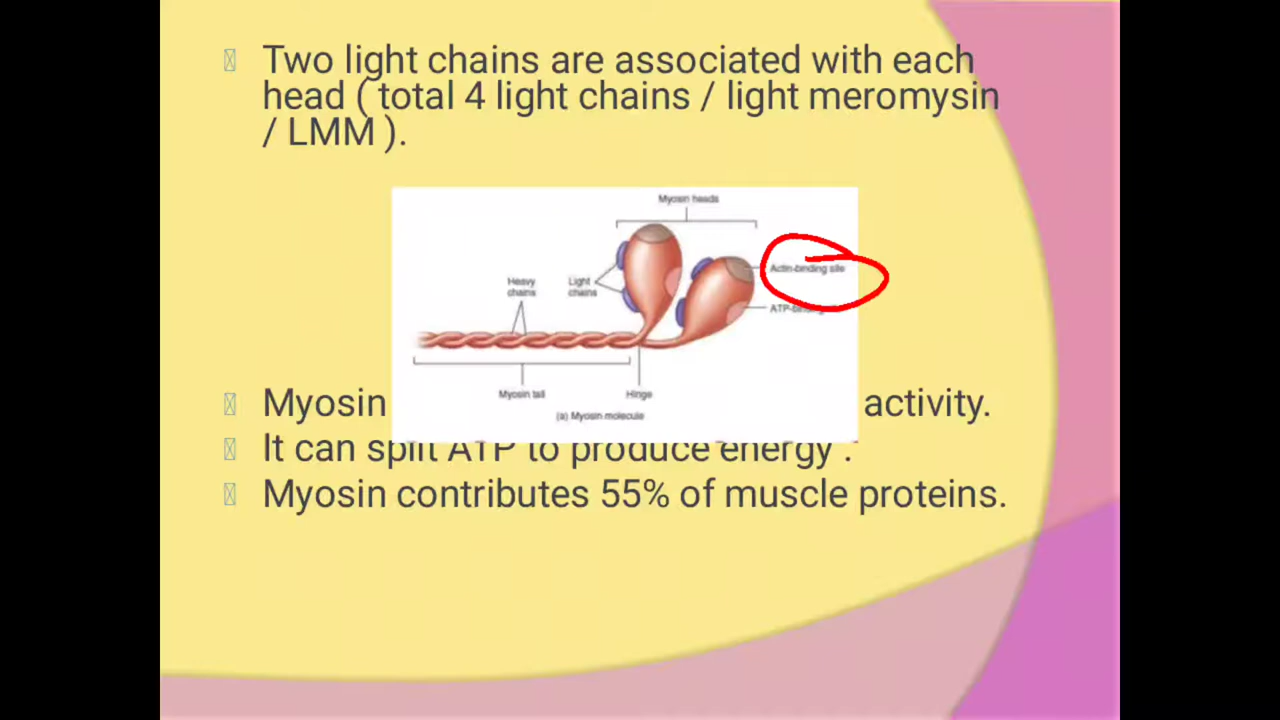 Two light chains are associated with each
head ( total 4 light chains / light meromysin
/ LMM ).
Myosin heads
Actin-binding site
Heavy
chains
Light
chains
Myosin tail
Hinge
(a) Myosin molecule
Myosin activity.
It can split ATP to produce energy .
Myosin contributes 55% of muscle proteins.